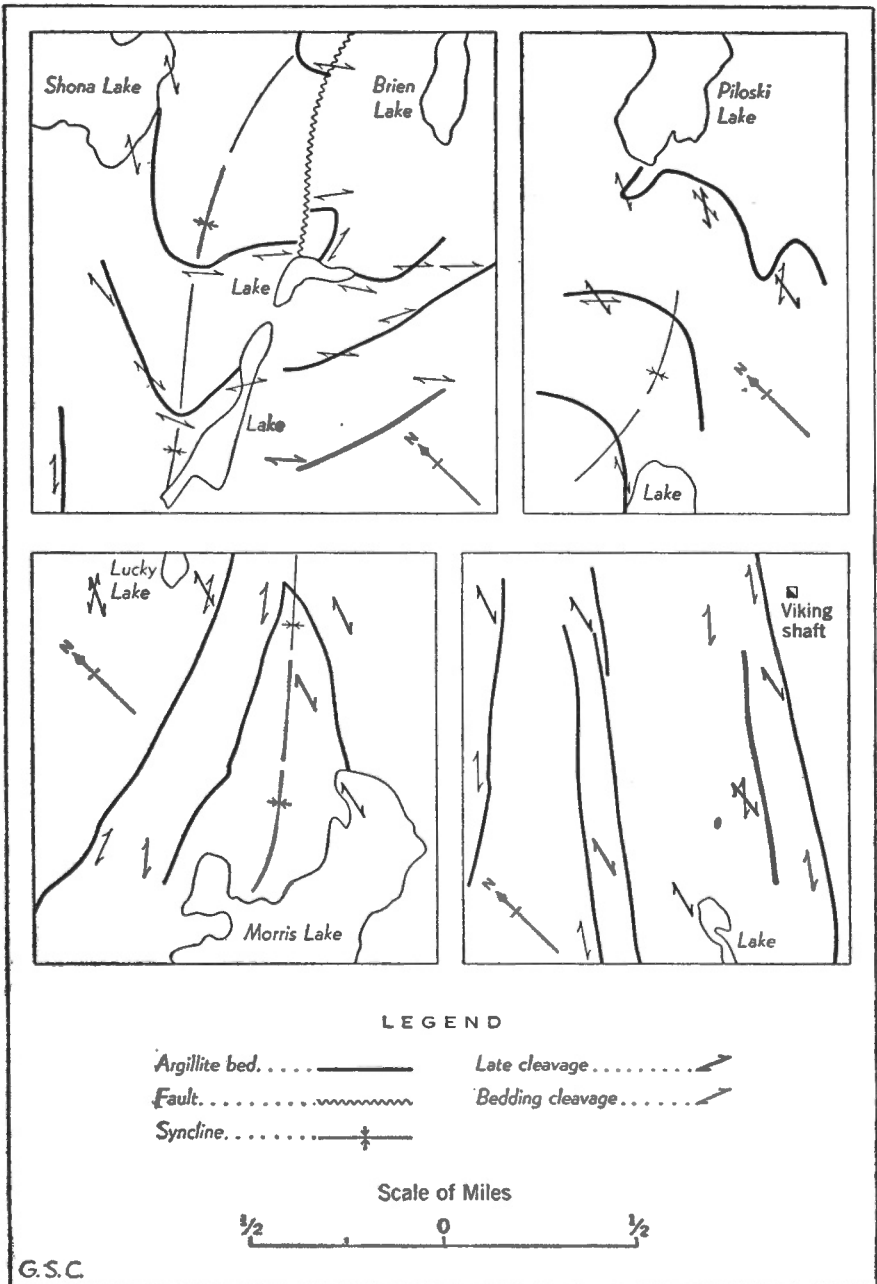 Shona Lake
Brien
Lake
Lake
Lake
N
Piloski
Lake
N
Lake
Lucky
Lake
N
Morris Lake
Viking
shaft
N
Lake
LEGEND
Argillite bed.....
Fault........
Syncline......
Late cleavage..........
Bedding cleavage......
Scale of Miles
1/2 0 1/2
G.S.C.